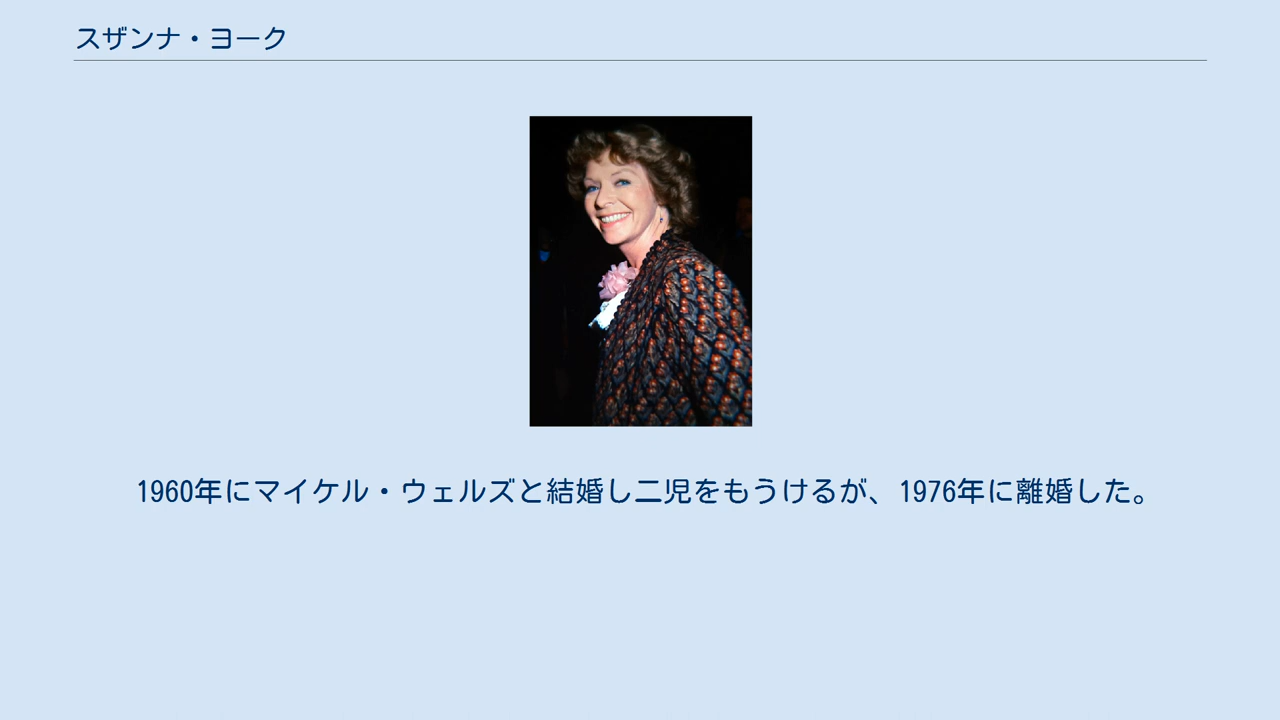 スザンナ・ヨーク
1960年にマイケル・ウェルズと結婚し二児をもうけるが、1976年に離婚した。